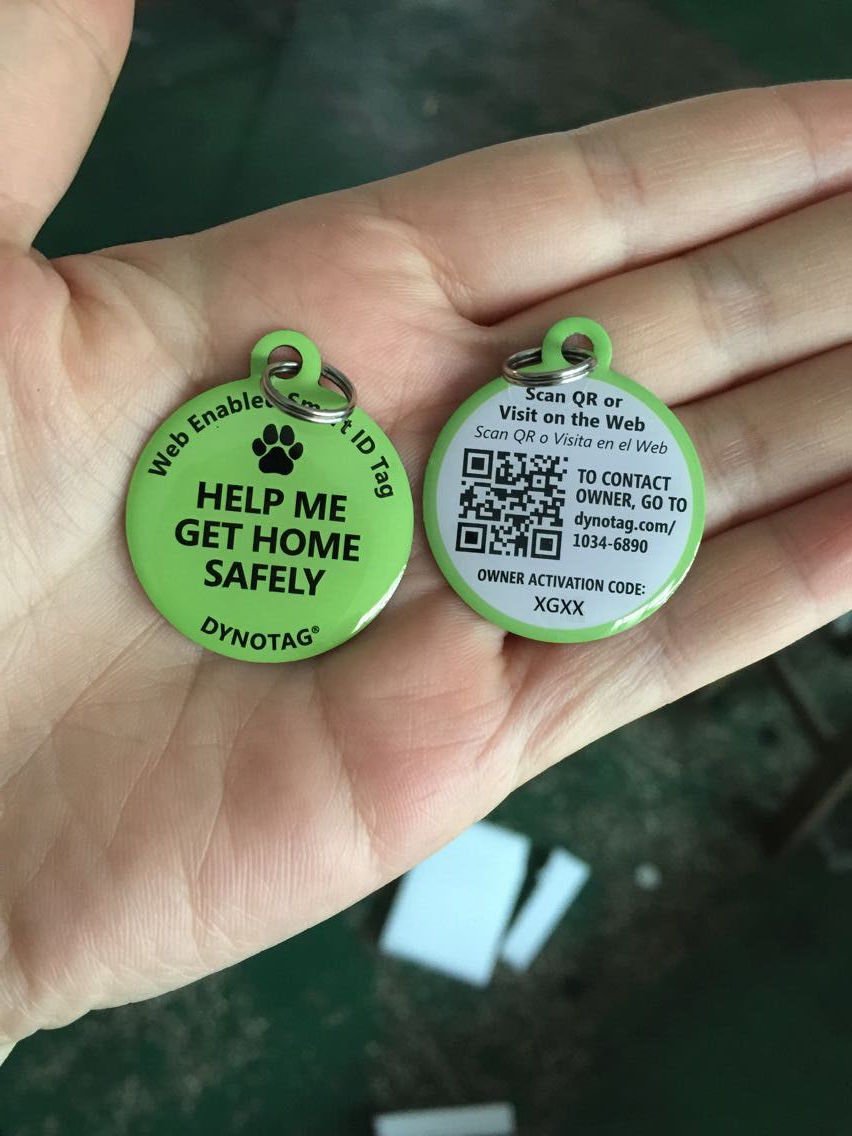 Web Enabled Smart ID Tag
HELP ME
GET HOME
SAFELY
DYNOTAG®
Scan QR or
Visit on the Web
Scan QR o Visita en el Web
TO CONTACT
OWNER, GO TO
dynotag.com/
1034-6890
OWNER ACTIVATION CODE:
XGXX